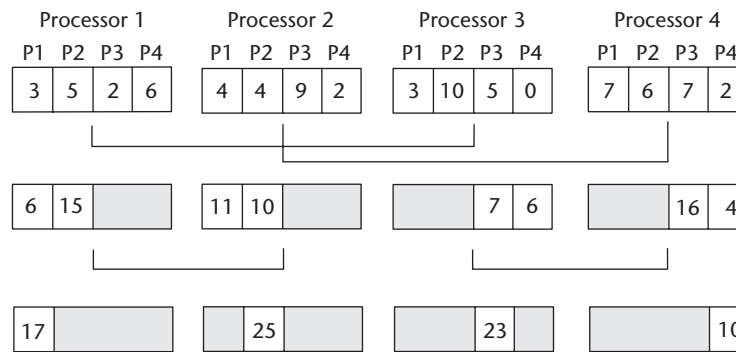 Processor 1 Processor 2 Processor 3 Processor 4
P1 P2 P3 P4 P1 P2 P3 P4 P1 P2 P3 P4 P1 P2 P3 P4
3 5 2 6 4 4 9 2 3 10 5 0 7 6 7 2
6 15 11 10 7 6 16 4
17 25 23 10